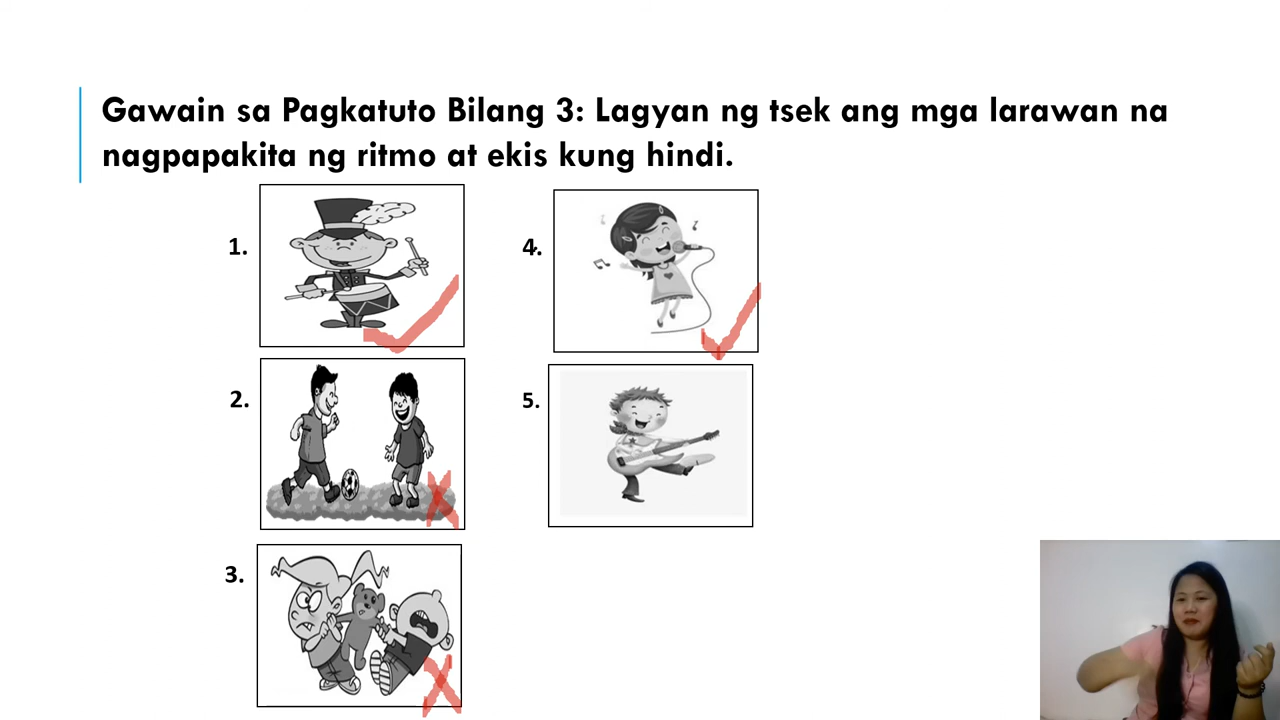 Gawain sa Pagkatuto Bilang 3: Lagyan ng tsek ang mga larawan na
nagpapakita ng ritmo at ekis kung hindi.
1.
4.
2.
5.
3.